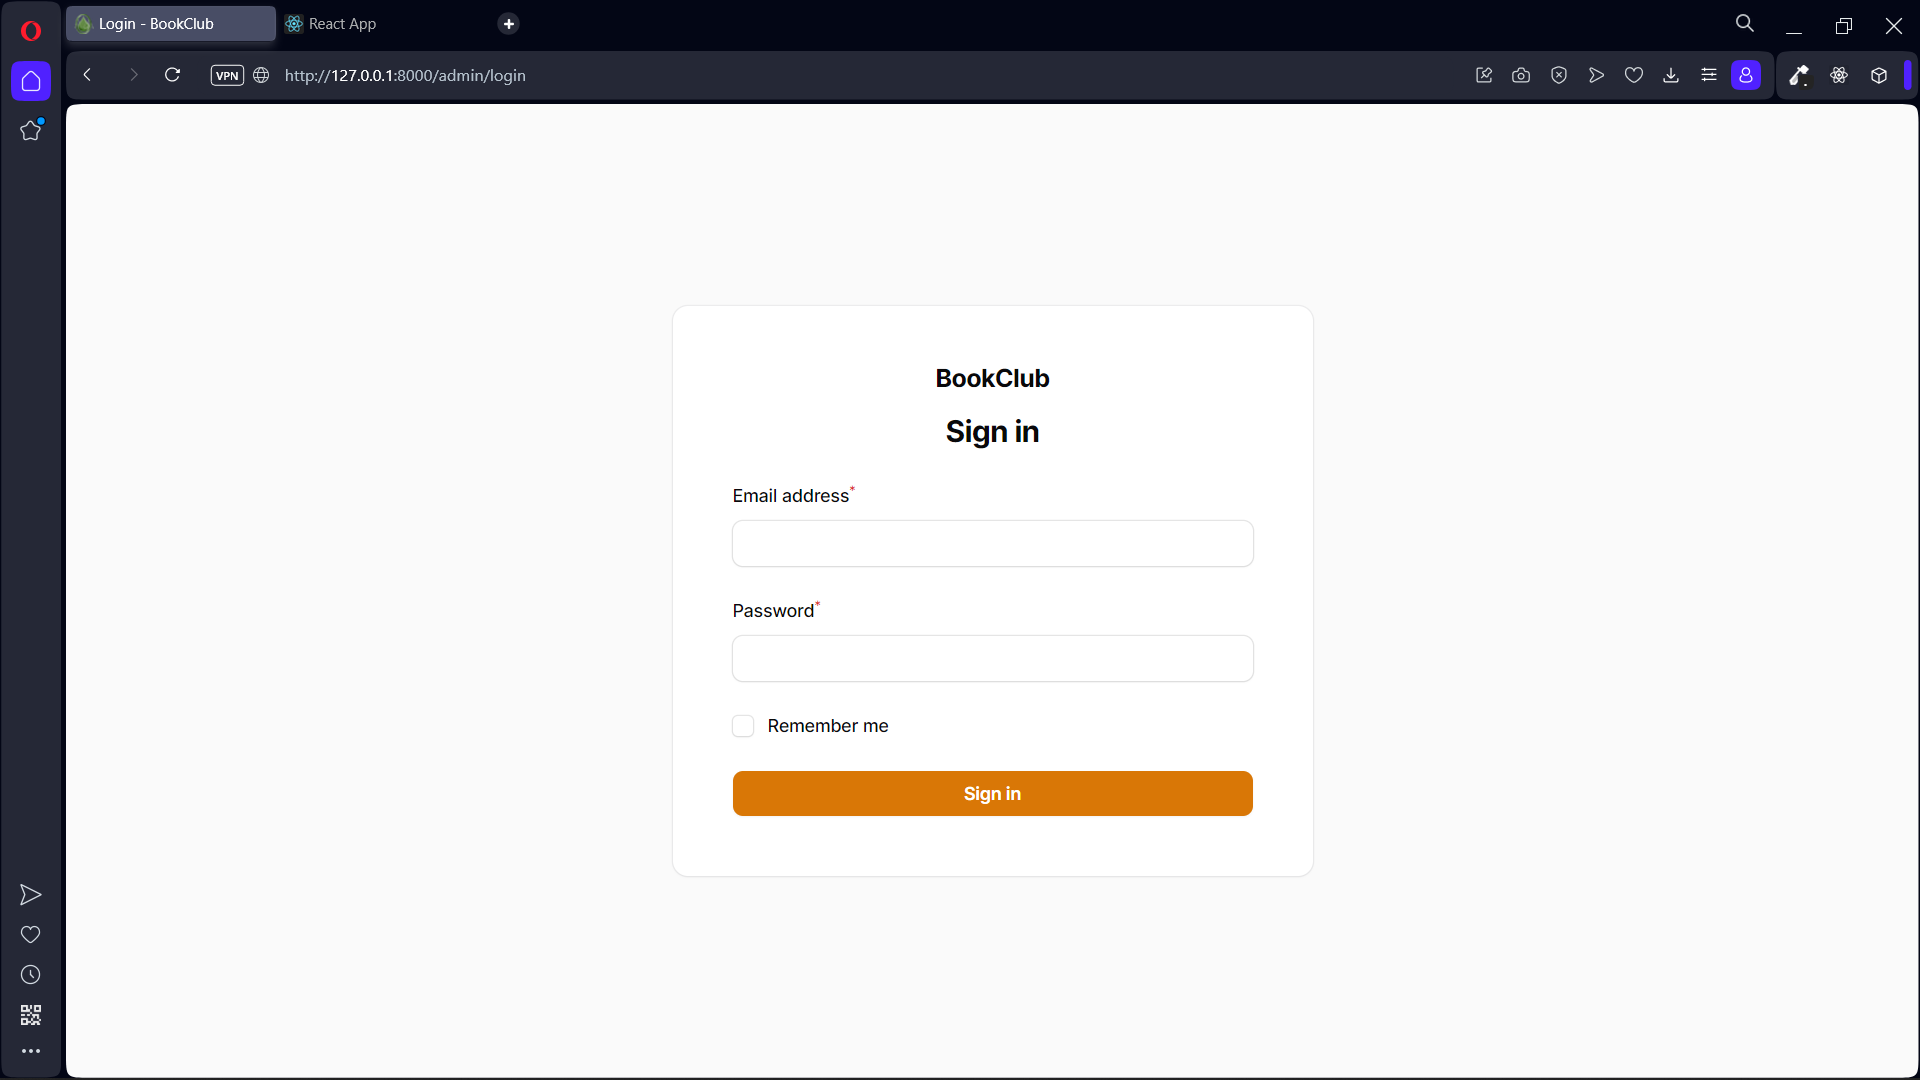 Login - BookClub
React App
VPN
http://127.0.0.1:8000/admin/login
BookClub
Sign in
Email address*
Password*
Remember me
Sign in